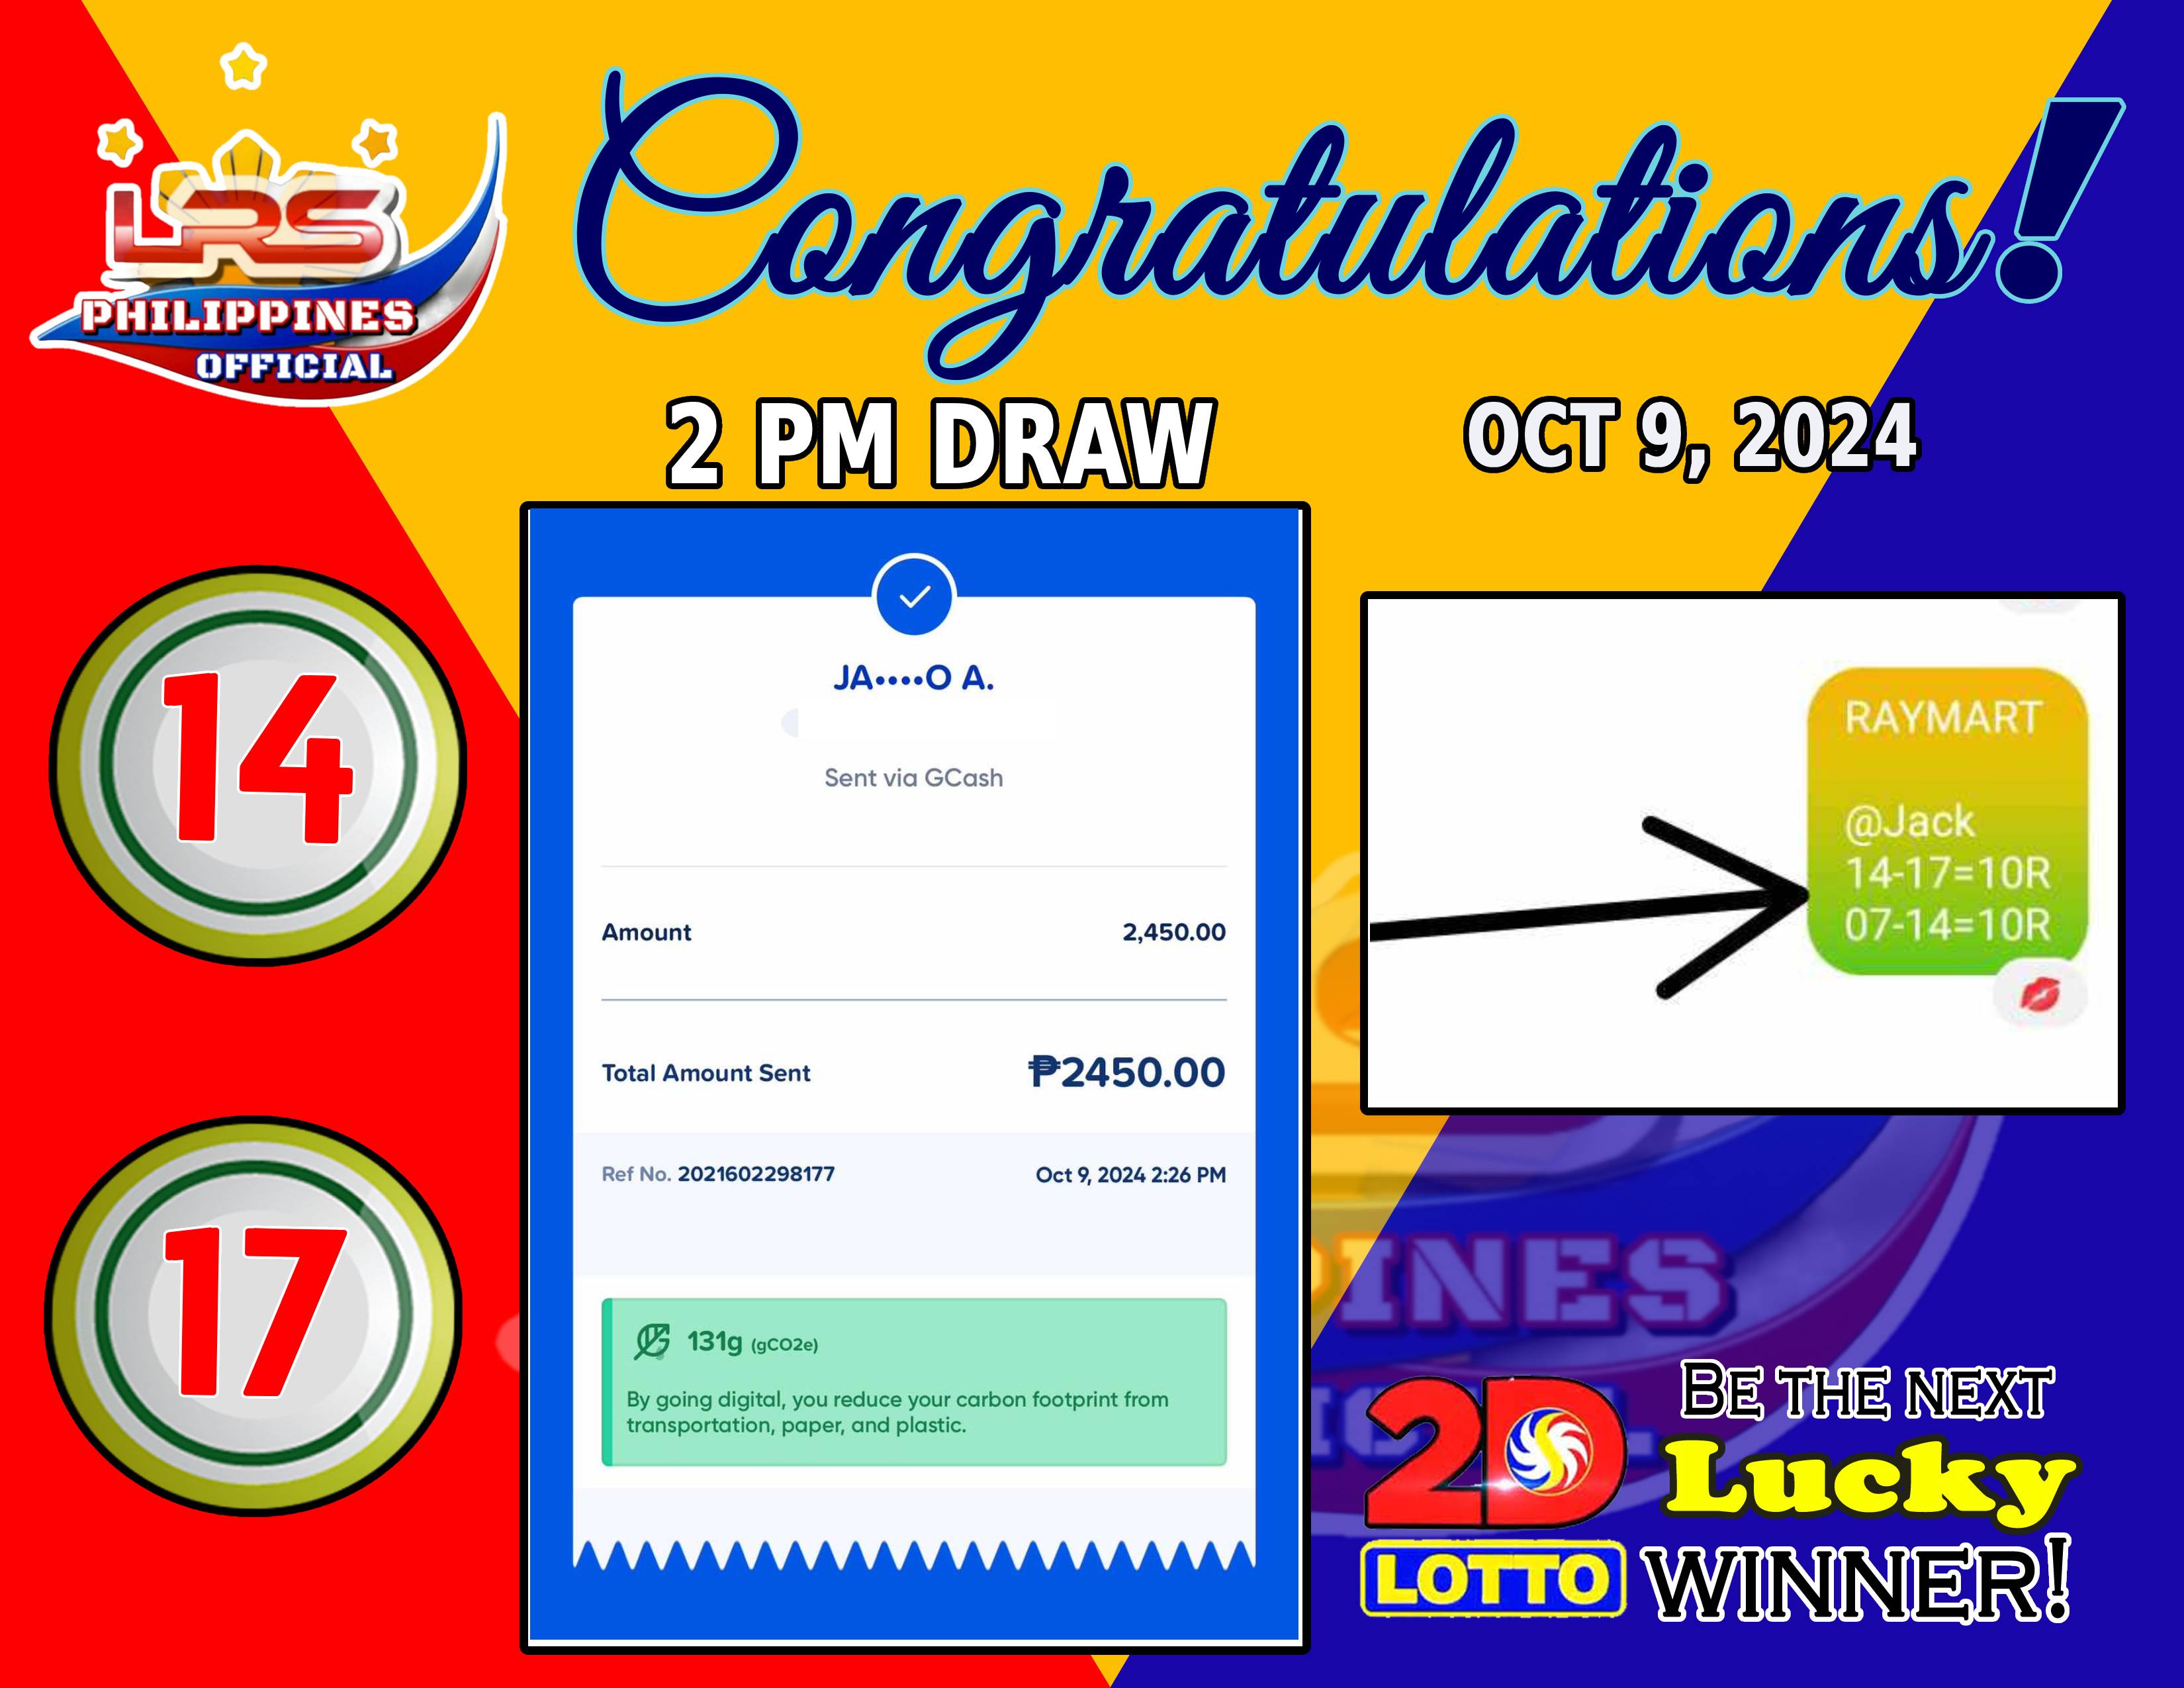 LRS
PHILIPPINES
OFFICIAL
Congratulations!
2 PM DRAW
OCT 9, 2024
14
17
JA••••O A.
Sent via GCash
Amount
2,450.00
Total Amount Sent
₱2450.00
Ref No. 2021602298177
Oct 9, 2024 2:26 PM
131g (gCO2e)
By going digital, you reduce your carbon footprint from
transportation, paper, and plastic.
RAYMART
@Jack
14-17=10R
07-14=10R
PINES
2D
LOTTO
BE THE NEXT
Lucky
WINNER!